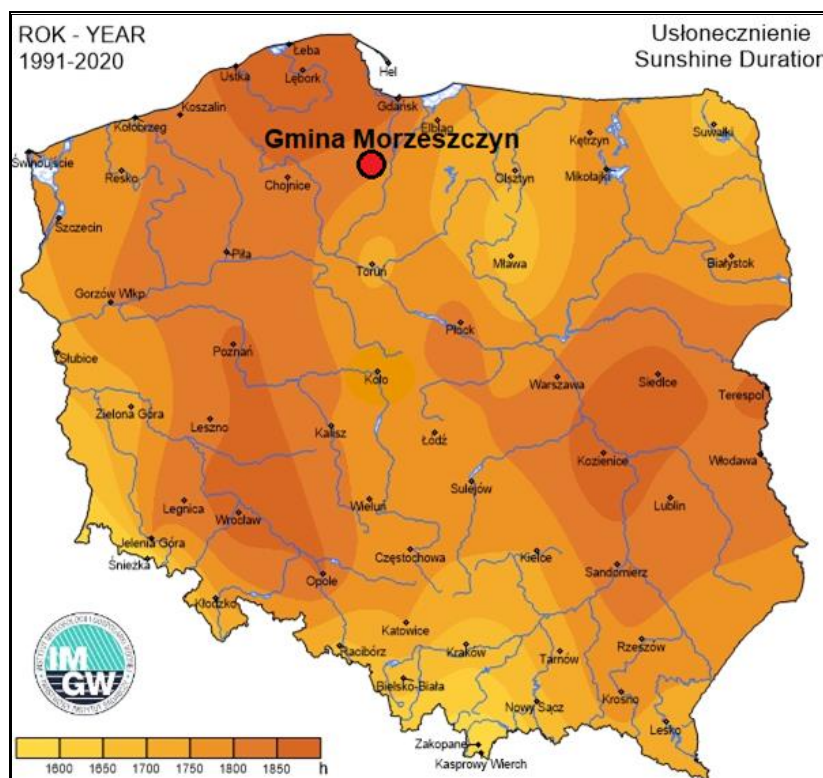 ROK - YEAR
1991-2020
Usłonecznienie
Sunshine Duration
Łeba
Ustka
Lębork
Hel
Gdańsk
Koszalin
Kołobrzeg
Elbląg
Suwałki
Kętrzyn
Gmina Morzeszczyn
Świnoujście
Resko
Chojnice
Olsztyn
Mikołajki
Szczecin
Piła
Toruń
Mława
Białystok
Gorzów Wlkp.
Płock
Słubice
Poznań
Koło
Warszawa
Siedlce
Terespol
Zielona Góra
Leszno
Kalisz
Łódź
Kozienice
Włodawa
Sulejów
Legnica
Wrocław
Wieluń
Lublin
Jelenia Góra
Śnieżka
Częstochowa
Kielce
Opole
Sandomierz
Kłodzko
Katowice
Racibórz
Kraków
Tarnów
Rzeszów
Bielsko-Biała
Nowy Sącz
Krosno
Lesko
Zakopane
Kasprowy Wierch
IM
GW
1600 1650 1700 1750 1800 1850 h